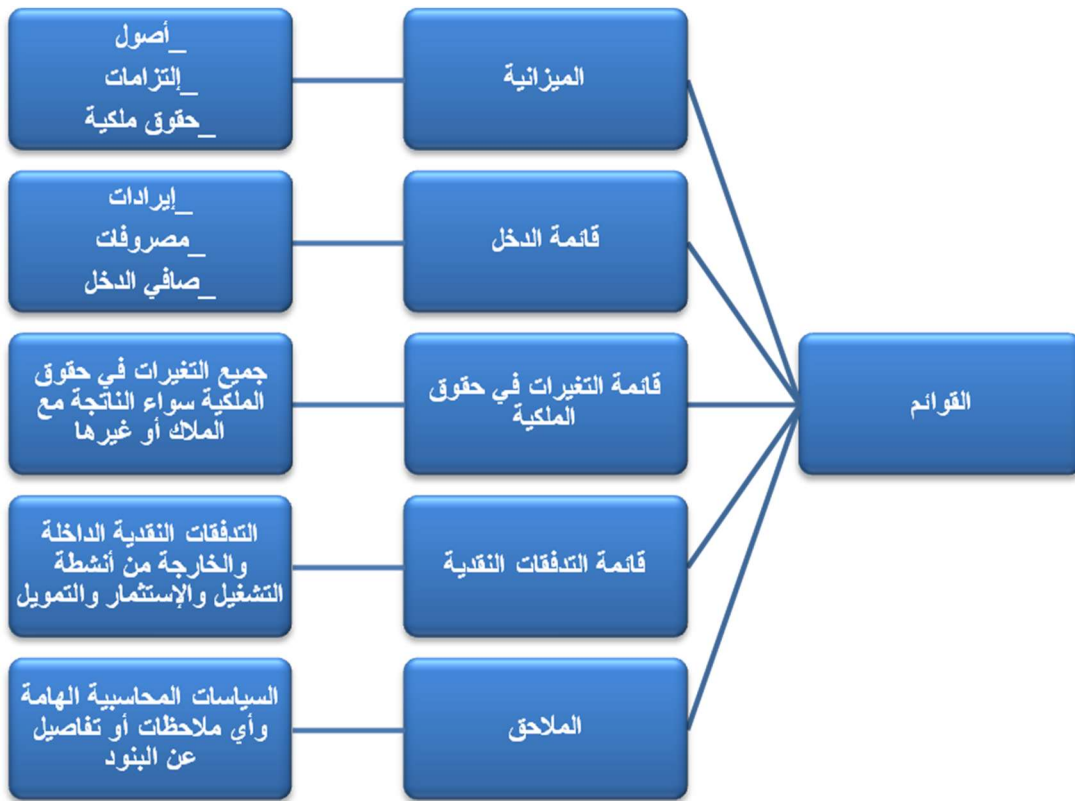 القوائم
الميزانية
_أصول
_إلتزامات
_حقوق ملكية
قائمة الدخل
_إيرادات
_مصروفات
_صافي الدخل
قائمة التغيرات في حقوق
الملكية
جميع التغيرات في حقوق
الملكية سواء الناتجة مع
الملاك أو غيرها
قائمة التدفقات النقدية
التدفقات النقدية الداخلة
والخارجة من أنشطة
التشغيل والإستثمار والتمويل
الملاحق
السياسات المحاسبية الهامة
وأي ملاحظات أو تفاصيل
عن البنود